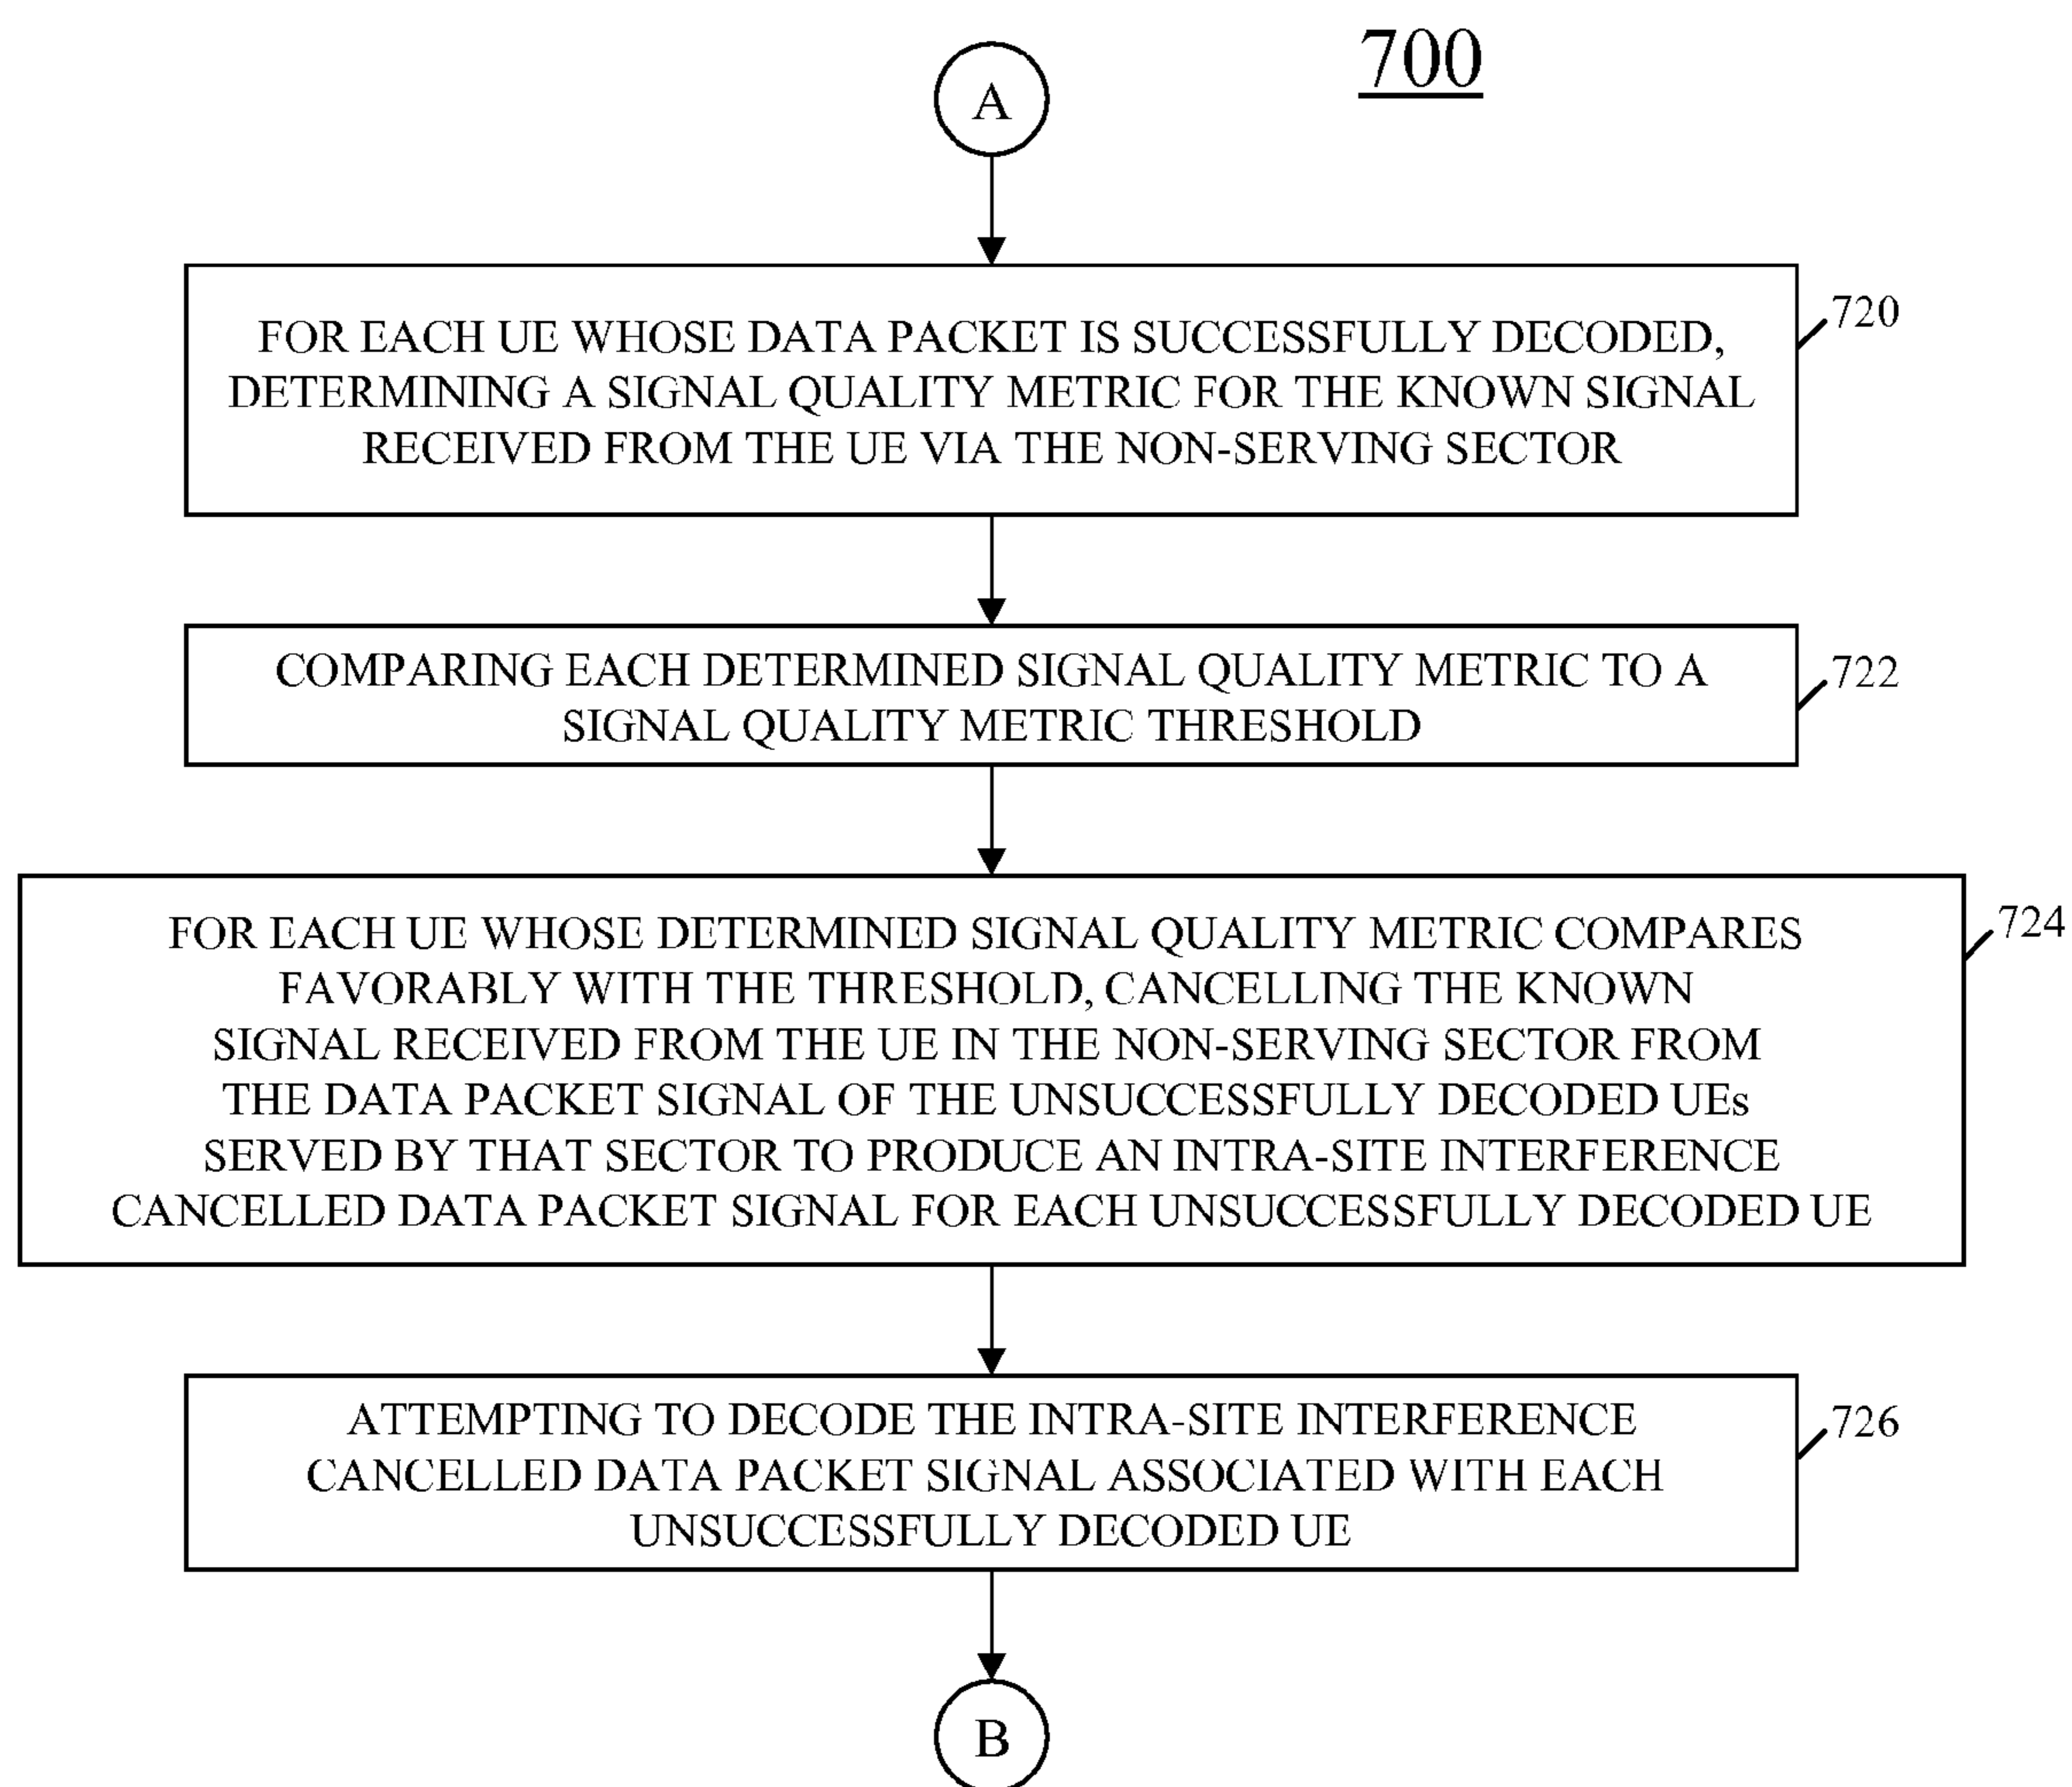 700
A
FOR EACH UE WHOSE DATA PACKET IS SUCCESSFULLY DECODED,
DETERMINING A SIGNAL QUALITY METRIC FOR THE KNOWN SIGNAL
RECEIVED FROM THE UE VIA THE NON-SERVING SECTOR
720
COMPARING EACH DETERMINED SIGNAL QUALITY METRIC TO A
SIGNAL QUALITY METRIC THRESHOLD
722
FOR EACH UE WHOSE DETERMINED SIGNAL QUALITY METRIC COMPARES
FAVORABLY WITH THE THRESHOLD, CANCELLING THE KNOWN
SIGNAL RECEIVED FROM THE UE IN THE NON-SERVING SECTOR FROM
THE DATA PACKET SIGNAL OF THE UNSUCCESSFULLY DECODED UEs
SERVED BY THAT SECTOR TO PRODUCE AN INTRA-SITE INTERFERENCE
CANCELLED DATA PACKET SIGNAL FOR EACH UNSUCCESSFULLY DECODED UE
724
ATTEMPTING TO DECODE THE INTRA-SITE INTERFERENCE
CANCELLED DATA PACKET SIGNAL ASSOCIATED WITH EACH
UNSUCCESSFULLY DECODED UE
726
B